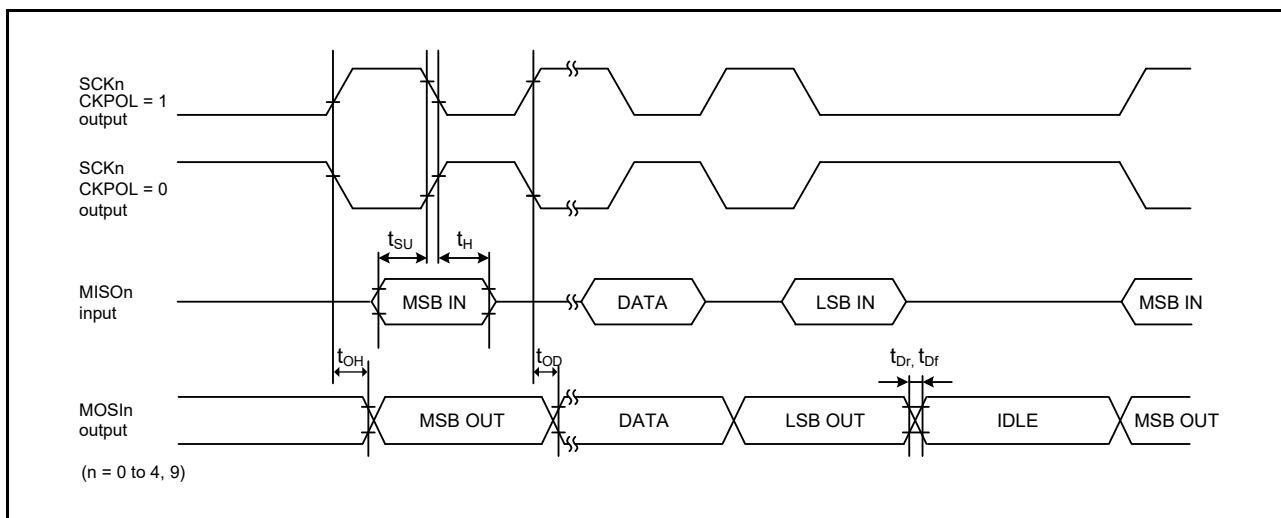 SCKn
CKPOL = 1
output
SCKn
CKPOL = 0
output
tSU
tH
MISOn
input
MSB IN
DATA
LSB IN
MSB IN
tOH
tOD
tDr, tDf
MOSIn
output
MSB OUT
DATA
LSB OUT
IDLE
MSB OUT
(n = 0 to 4, 9)